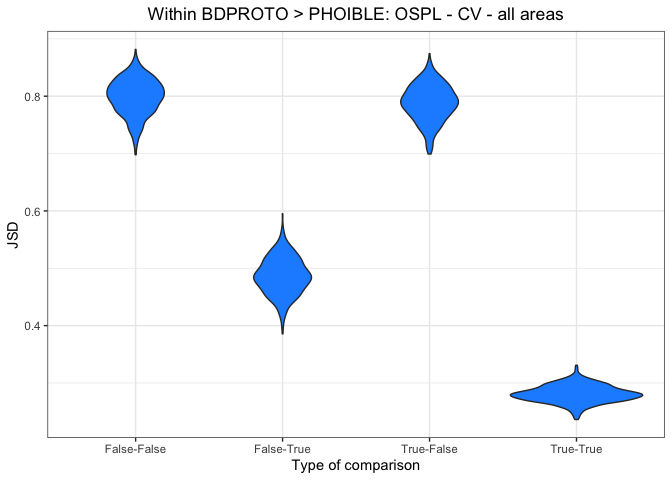 Within BDPROTO > PHOIBLE: OSPL - CV - all areas
JSD
0.8
0.6
0.4
False-False False-True True-False True-True
Type of comparison